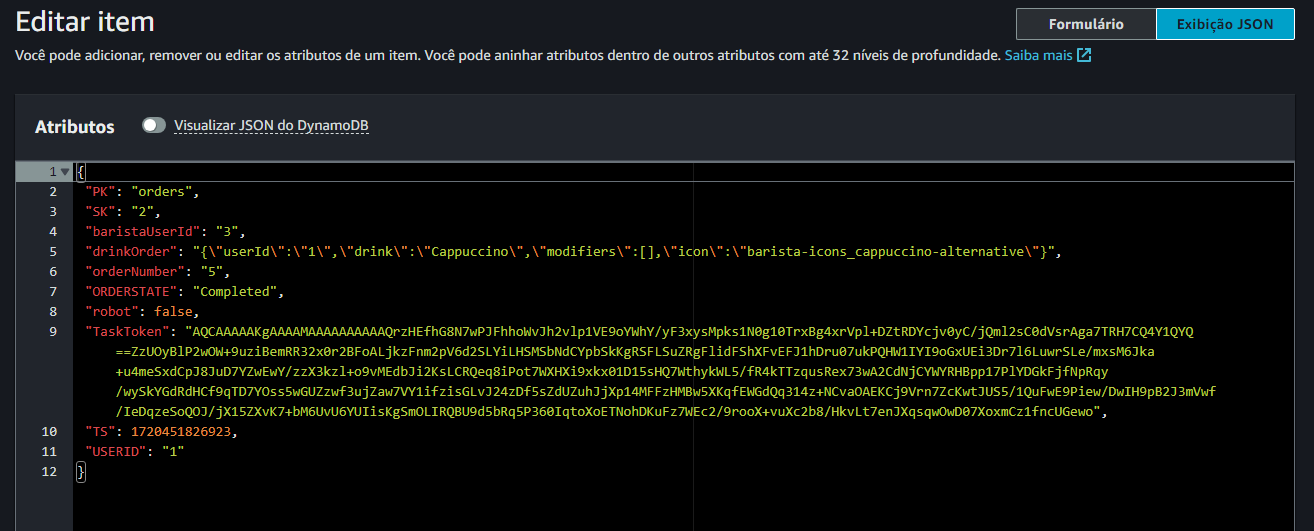 Editar item
Formulário
Exibição JSON
Você pode adicionar, remover ou editar os atributos de um item. Você pode aninhar atributos dentro de outros atributos com até 32 níveis de profundidade. Saiba mais
Atributos
Visualizar JSON do DynamoDB
1 {
2 "PK": "orders",
3 "SK": "2",
4 "baristaUserId": "3",
5 "drinkOrder": "{\"userId\":\"1\",\"drink\":\"Cappuccino\",\"modifiers\":[],\"icon\":\"barista-icons_cappuccino-alternative\"}",
6 "orderNumber": "5",
7 "ORDERSTATE": "Completed",
8 "robot": false,
9 "TaskToken": "AQCAAAAAKgAAAAMAAAAAAAAAAQrzHEfhG8N7wPJFhhoWvJh2vlp1VE9oYWhY/yF3xysMpks1N0g10TrxBg4xrVpl+DZtRDYcjv0yC/jQml2sC0dVsrAga7TRH7CQ4Y1QYQ
==ZzUOyBlP2wOW+9uziBemRR32x0r2BFoALjkzFnm2pV6d2SLYiLHSMSbNdCYpbSkKgRSFLSuZRgFlidFShXFvEFJ1hDru07ukPQHW1IYI9oGxUEi3Dr7l6LuwrSLe/mxsM6Jka
+u4meSxdCpJ8JuD7YZwEwY/zzX3kzl+o9vMEdbJi2KsLCRQeq8iPot7WXHXi9xkx01D15sHQ7WthykWL5/fR4kTTzqusRex73wA2CdNjCYWYRHBpp17PlYDGkFjfNpRqy
/wySkYGdRdHCf9qTD7YOss5wGUZzwf3ujZaw7VY1ifzisGLvJ24zDf5sZdUZuhJjXp14MFFzHMBw5XKqfEWGdQq314z+NCvaOAEKCj9Vrn7ZcKwtJUS5/1QuFwE9Piew/DwIH9pB2J3mVwf
/IeDqzeSoQOJ/jX15ZXvK7+bM6UvU6YUIisKgSmOLIRQBU9d5bRq5P360IqtoXoETNohDKuFz7WEc2/9rooX+vuXc2b8/HkvLt7enJXqsqwOwD07XoxmCz1fncUGewo",
10 "TS": 1720451826923,
11 "USERID": "1"
12 }